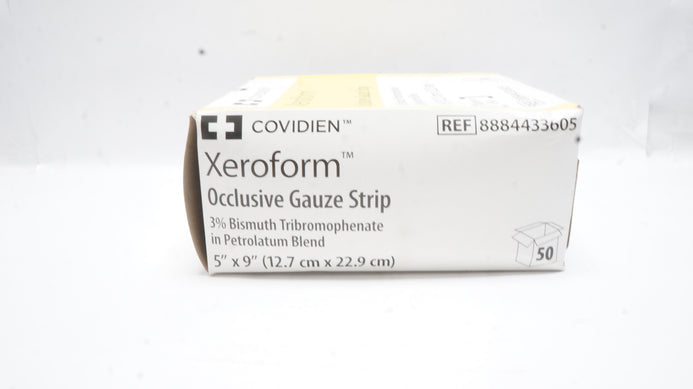 COVIDIEN™
REF 8884433605
Xeroform™
Occlusive Gauze Strip
3% Bismuth Tribromophenate
in Petrolatum Blend
5" x 9" (12.7 cm x 22.9 cm)
50